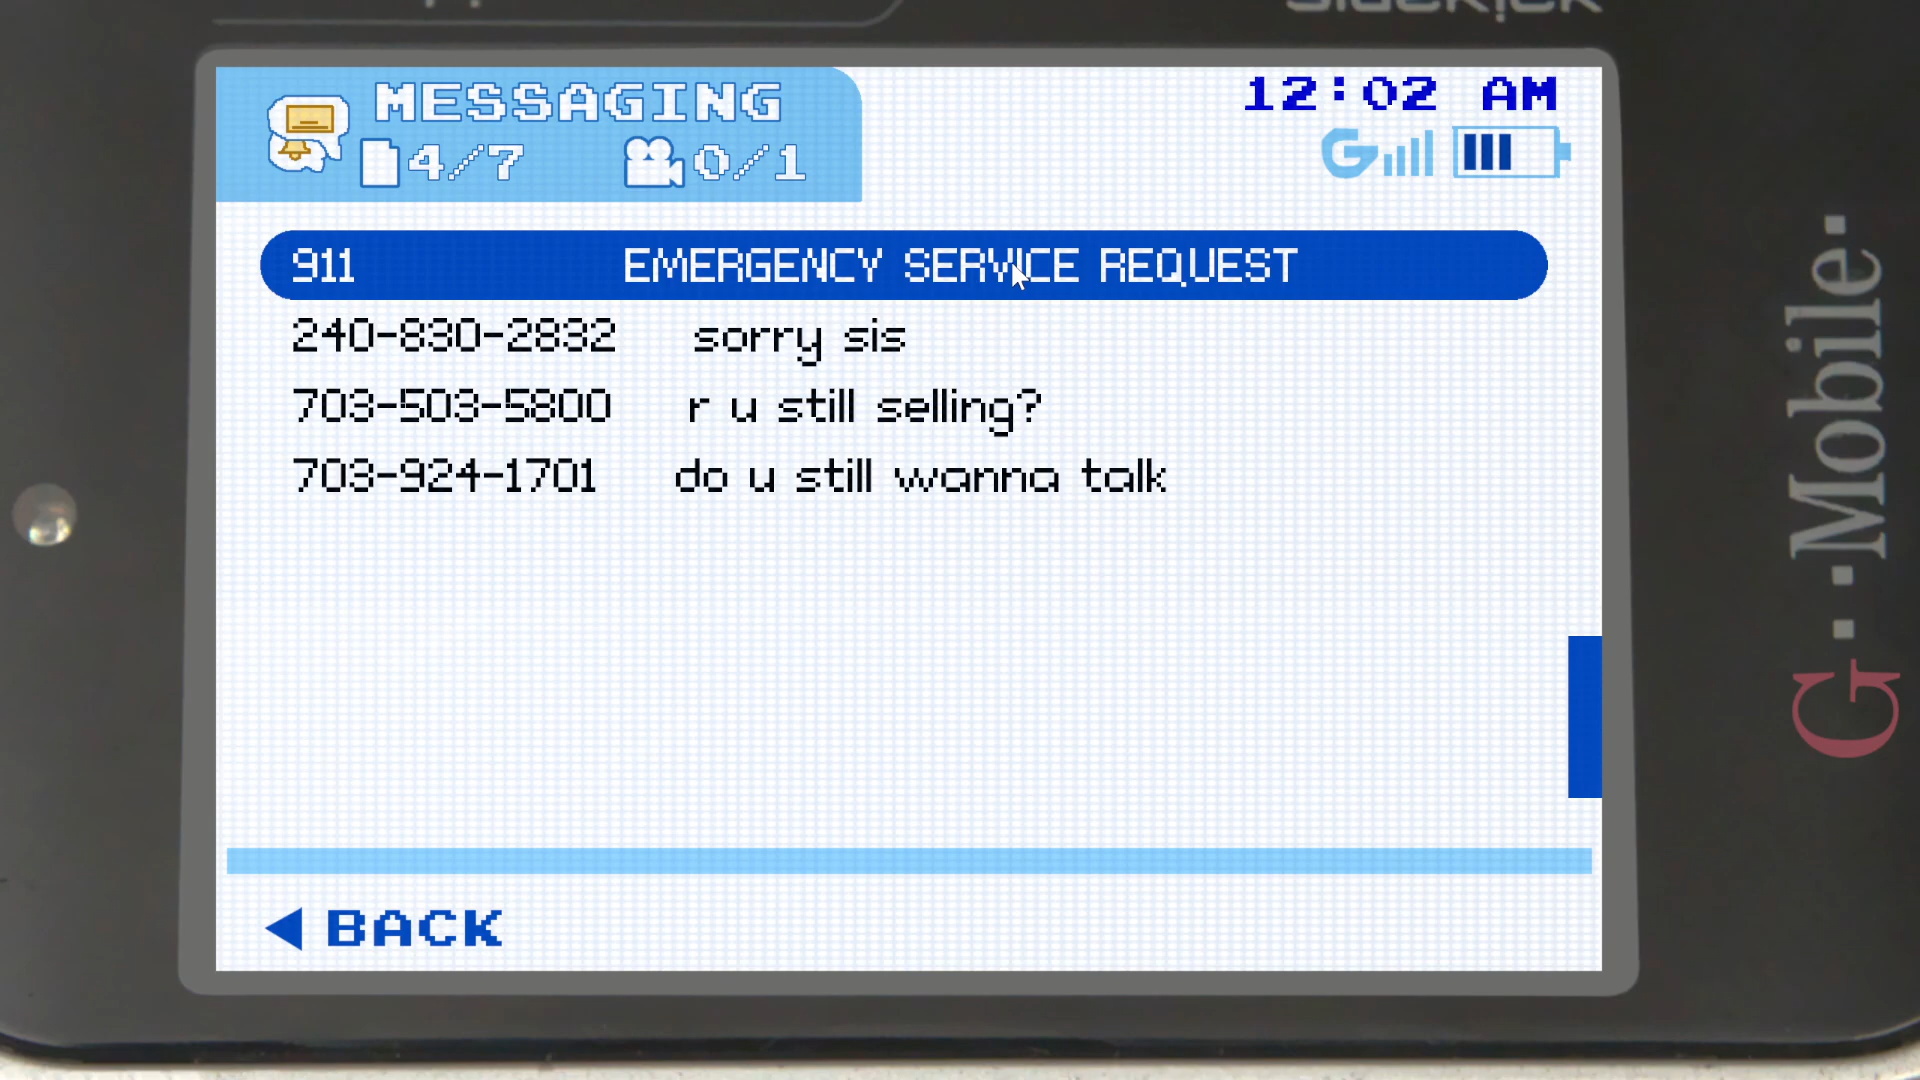 sidekick
MESSAGING
4/7 0/1
12:02 AM
G
911 EMERGENCY SERVICE REQUEST
240-830-2832 sorry sis
703-503-5800 r u still selling?
703-924-1701 do u still wanna talk
BACK
G··Mobile·